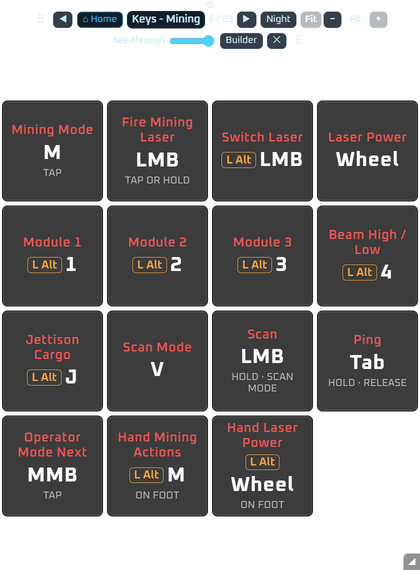 Home Keys - Mining 6 / 23 Night Fit − Fit +
See-through Builder ✕
Mining Mode
M
TAP
Fire Mining
Laser
LMB
TAP OR HOLD
Switch Laser
L Alt LMB
Laser Power
Wheel
Module 1
L Alt 1
Module 2
L Alt 2
Module 3
L Alt 3
Beam High /
Low
L Alt 4
Jettison
Cargo
L Alt J
Scan Mode
V
Scan
LMB
HOLD · SCAN
MODE
Ping
Tab
HOLD · RELEASE
Operator
Mode Next
MMB
TAP
Hand Mining
Actions
L Alt M
ON FOOT
Hand Laser
Power
L Alt
Wheel
ON FOOT